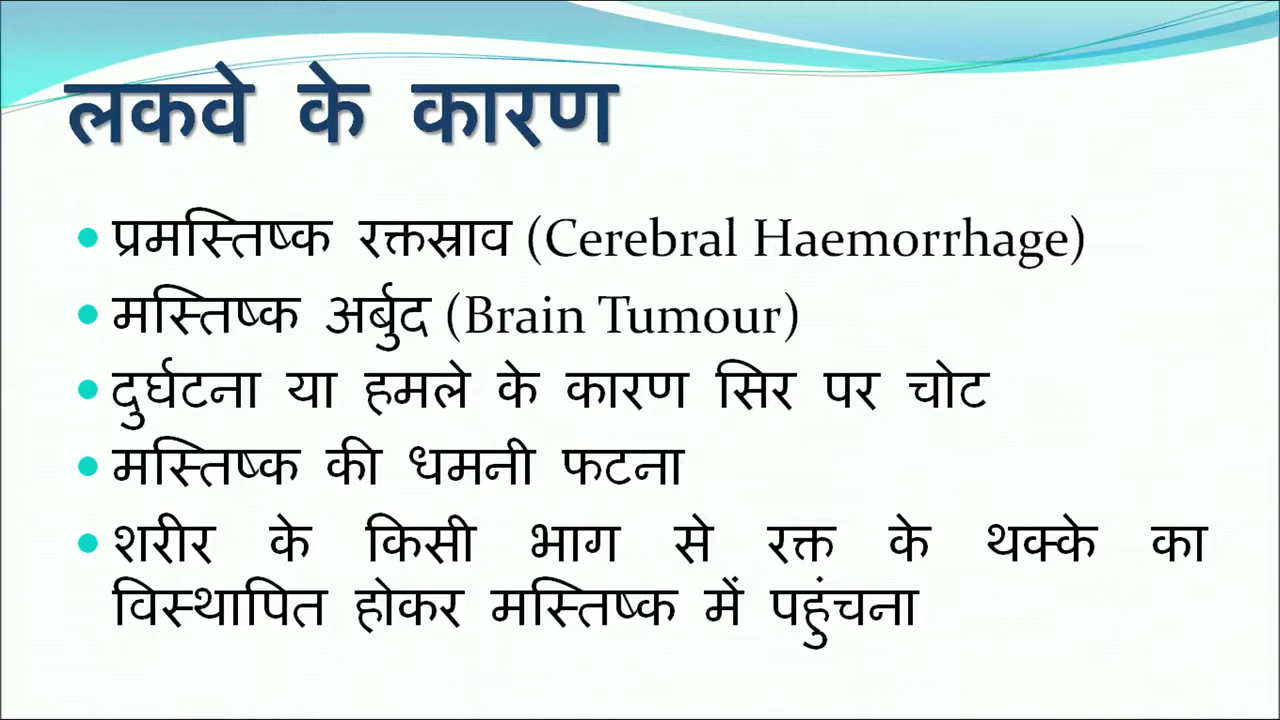 लकवे के कारण
प्रमस्तिष्क रक्तस्राव (Cerebral Haemorrhage)
मस्तिष्क अर्बुद (Brain Tumour)
दुर्घटना या हमले के कारण सिर पर चोट
मस्तिष्क की धमनी फटना
शरीर के किसी भाग से रक्त के थक्के का
विस्थापित होकर मस्तिष्क में पहुंचना